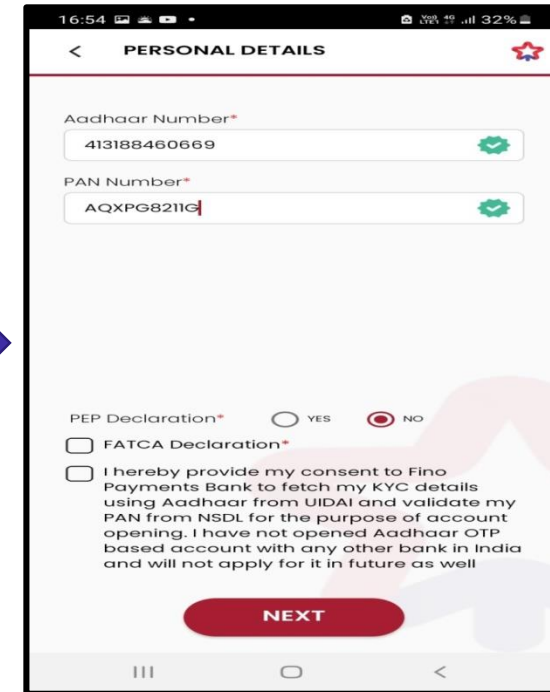 16:54 Vo9) LTE1 4G 32%
PERSONAL DETAILS
Aadhaar Number*
413188460669
PAN Number*
AQXPG8211G
PEP Declaration* YES NO
FATCA Declaration*
I hereby provide my consent to Fino
Payments Bank to fetch my KYC details
using Aadhaar from UIDAI and validate my
PAN from NSDL for the purpose of account
opening. I have not opened Aadhaar OTP
based account with any other bank in India
and will not apply for it in future as well
NEXT